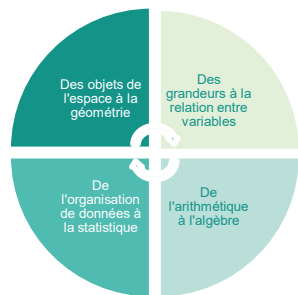 Des objets de
l'espace à la
géométrie
Des
grandeurs à la
relation entre
variables
De
l'organisation
de données à
la statistique
De
l'arithmétique
à l'algèbre